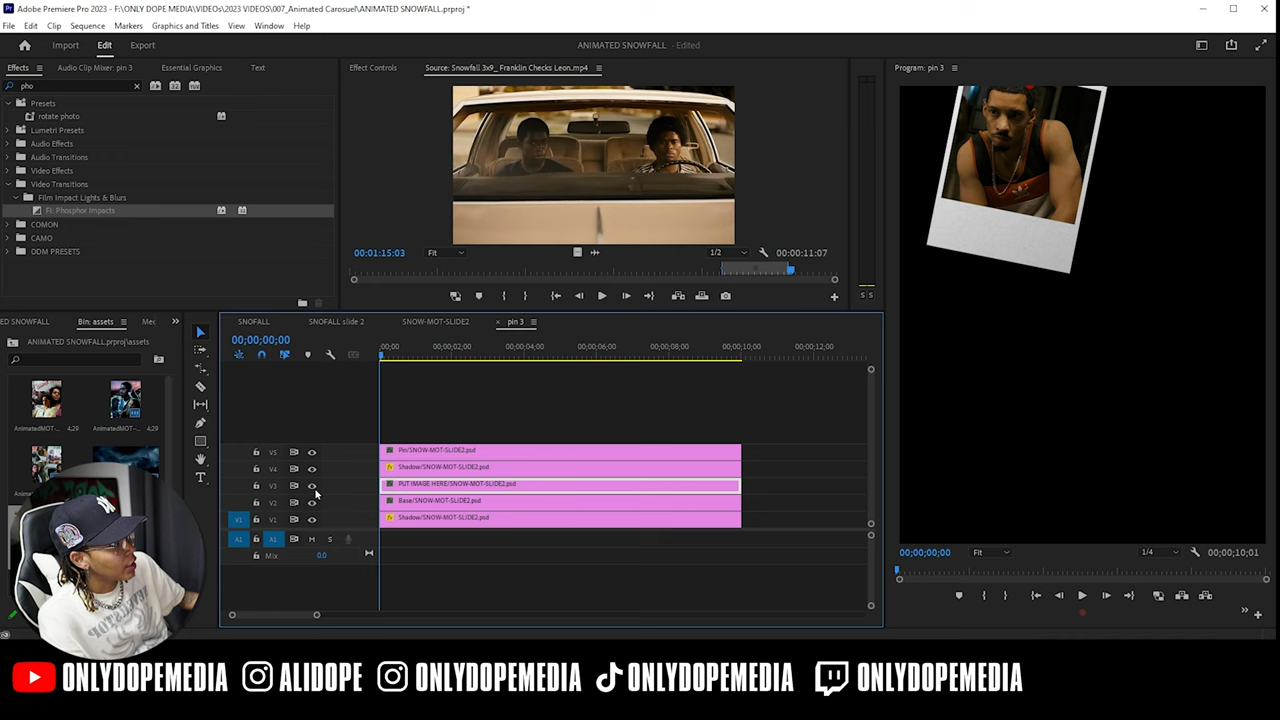 Adobe Premiere Pro 2023 - F:\ONLY DOPE MEDIA\VIDEOs\2023 VIDEOS\007_Animated Carousel\ANIMATED SNOWFALL.prproj *
File Edit Clip Sequence Markers Graphics and Titles View Window Help
Import Edit Export ANIMATED SNOWFALL - Edited
Effects Audio Clip Mixer: pin 3 Essential Graphics Text Effect Controls Source: Snowfall 3x9_ Franklin Checks Leon.mp4 Program: pin 3
pho
Presets
rotate photo
Lumetri Presets
Audio Effects
Audio Transitions
Video Effects
Video Transitions
Film Impact Lights & Blurs
FI: Phosphor Impacts
COMON
CAMO
ODM PRESETS
00:01:15:03 Fit 1/2 00:00:11:07
ED SNOWFALL Bin: assets Me SNOFALL SNOFALL slide 2 SNOW-MOT-SLIDE2 pin 3
ANIMATED SNOWFALL.prproj\assets
00;00;00;00
;00;00 00;00;02;00 00;00;04;00 00;00;06;00 00;00;08;00 00;00;10;00 00;00;12;00
AnimatedMOT-... 4;29 AnimatedMOT-... 4;29
V5 Pin/SNOW-MOT-SLIDE2.psd
V4 Shadow/SNOW-MOT-SLIDE2.psd
V3 PUT IMAGE HERE/SNOW-MOT-SLIDE2.psd
V2 Base/SNOW-MOT-SLIDE2.psd
V1 V1 Shadow/SNOW-MOT-SLIDE2.psd
A1 A1 M S
Mix 0.0
S S
00;00;00;00 Fit 1/4 00;00;10;01
ONLYDOPEMEDIA ALIDOPE ONLYDOPEMEDIA ONLYDOPEMEDIA ONLYDOPEMEDIA